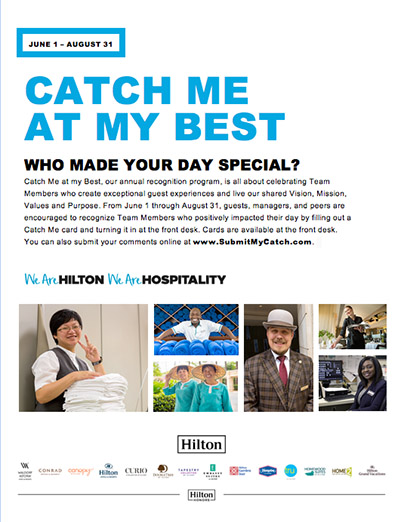 JUNE 1 – AUGUST 31
CATCH ME
AT MY BEST
WHO MADE YOUR DAY SPECIAL?
Catch Me at my Best, our annual recognition program, is all about celebrating Team
Members who create exceptional guest experiences and live our shared Vision, Mission,
Values and Purpose. From June 1 through August 31, guests, managers, and peers are
encouraged to recognize Team Members who positively impacted their day by filling out a
Catch Me card and turning it in at the front desk. Cards are available at the front desk.
You can also submit your comments online at www.SubmitMyCatch.com.
We Are HILTON We Are HOSPITALITY
Hilton
WALDORF ASTORIA CONRAD canopy Hilton CURIO DOUBLETREE TAPESTRY COLLECTION EMBASSY SUITES Hilton Garden Inn Hampton tru HOMEWOOD SUITES HOME2 Hilton Grand Vacations
Hilton
HONORS